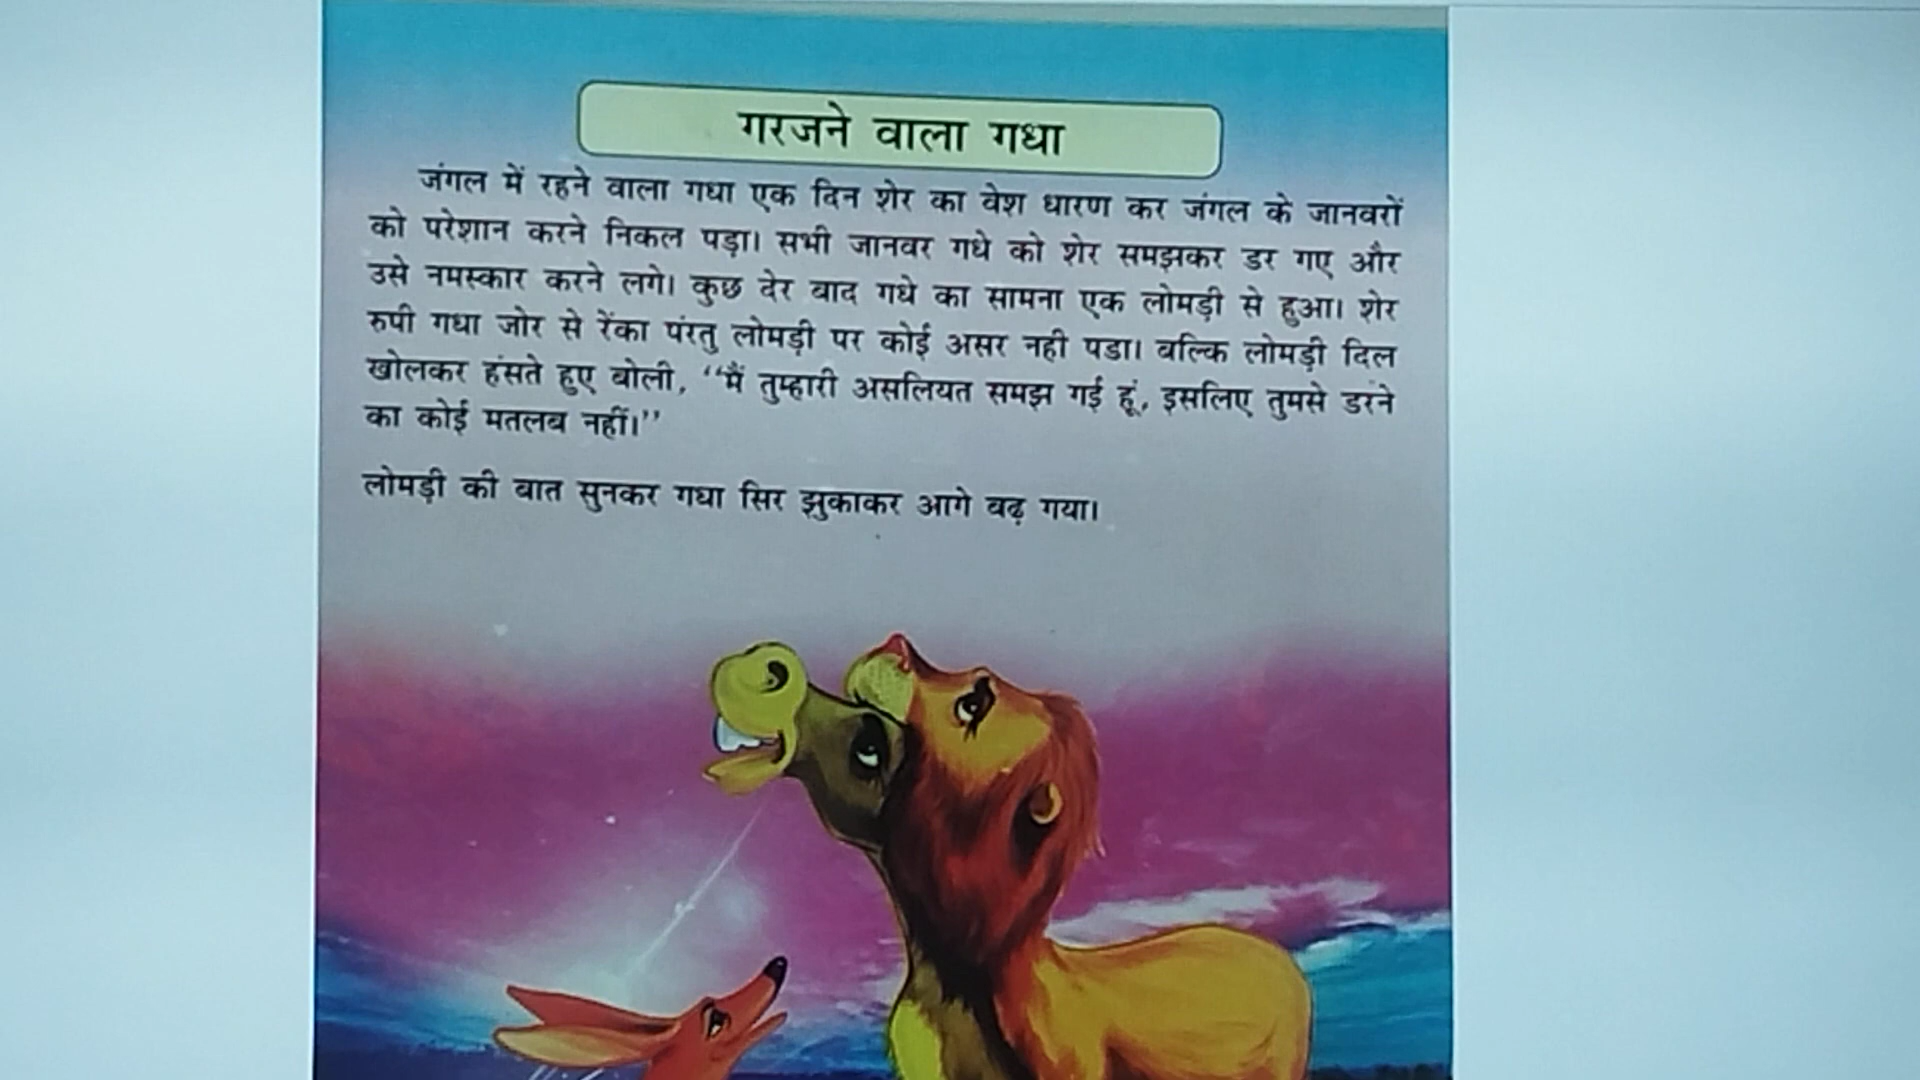 गरजने वाला गधा
जंगल में रहने वाला गधा एक दिन शेर का वेश धारण कर जंगल के जानवरों
को परेशान करने निकल पड़ा। सभी जानवर गधे को शेर समझकर डर गए और
उसे नमस्कार करने लगे। कुछ देर बाद गधे का सामना एक लोमड़ी से हुआ। शेर
रुपी गधा जोर से रेंका पंरतु लोमड़ी पर कोई असर नही पडा। बल्कि लोमड़ी दिल
खोलकर हंसते हुए बोली, ‘‘मैं तुम्हारी असलियत समझ गई हूं, इसलिए तुमसे डरने
का कोई मतलब नहीं।’’
लोमड़ी की बात सुनकर गधा सिर झुकाकर आगे बढ़ गया।